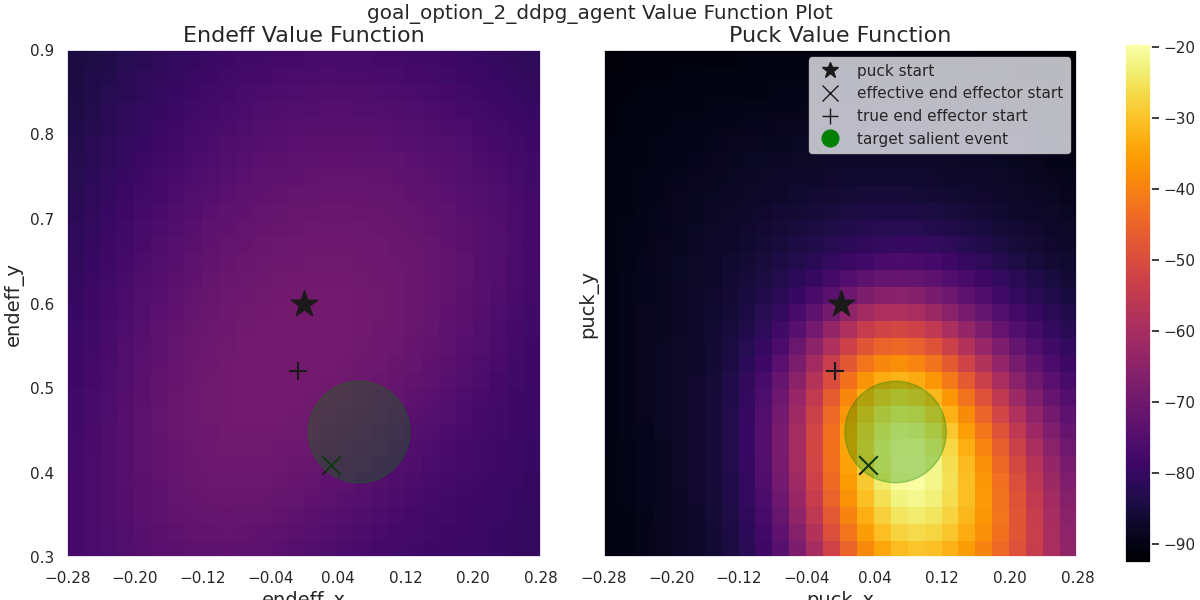 goal_option_2_ddpg_agent Value Function Plot
Endeff Value Function
Puck Value Function
0.9
0.8
0.7
0.6
0.5
0.4
0.3
endeff_y
−0.28 −0.20 −0.12 −0.04 0.04 0.12 0.20 0.28
endeff_x
puck_y
puck start
effective end effector start
true end effector start
target salient event
−0.28 −0.20 −0.12 −0.04 0.04 0.12 0.20 0.28
puck_x
−20
−30
−40
−50
−60
−70
−80
−90